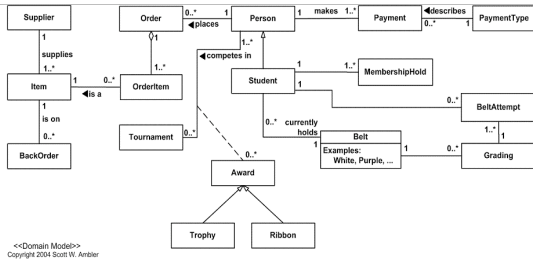 Supplier
Order
0..*
1
Person
1
makes
1..*
Payment
◀describes
1
PaymentType
0..*
1
◀places
1
supplies
1..*
1..*
◀competes in
Item
1
0..*
◀is a
1..*
OrderItem
Student
1
1..*
MembershipHold
1
1
is on
0..*
BackOrder
Tournament
0..*
0..*
currently
holds
1
Belt
Examples:
White, Purple, ...
1
0..*
1
BeltAttempt
1..*
1
Grading
0..*
Award
Trophy
Ribbon
<<Domain Model>>
Copyright 2004 Scott W. Ambler